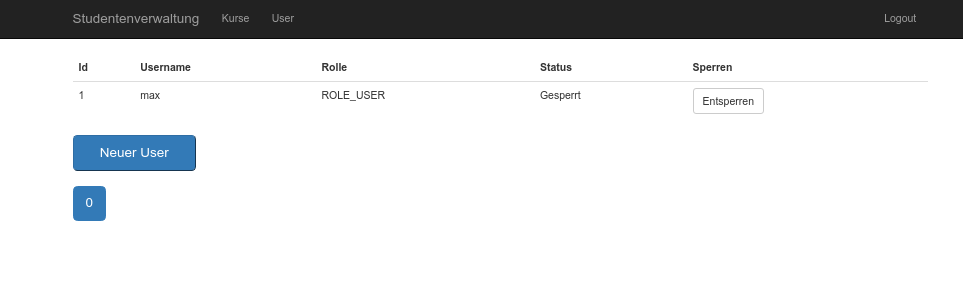 Studentenverwaltung Kurse User Logout
Id Username Rolle Status Sperren
1 max ROLE_USER Gesperrt Entsperren
Neuer User
0